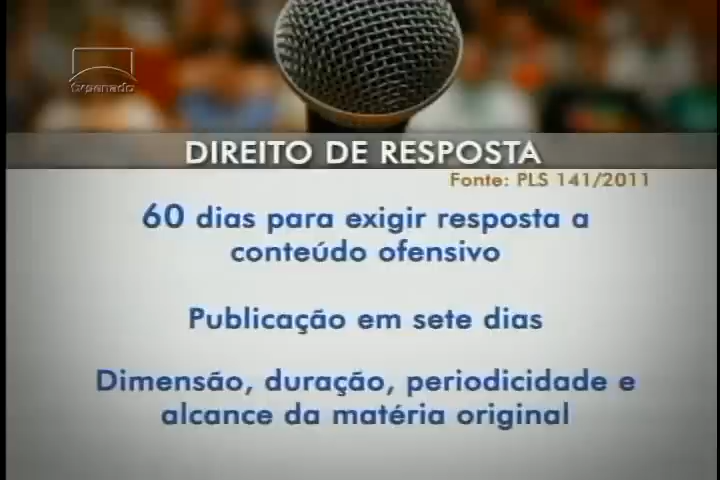 tvsenado
DIREITO DE RESPOSTA
Fonte: PLS 141/2011
60 dias para exigir resposta a
conteúdo ofensivo
Publicação em sete dias
Dimensão, duração, periodicidade e
alcance da matéria original